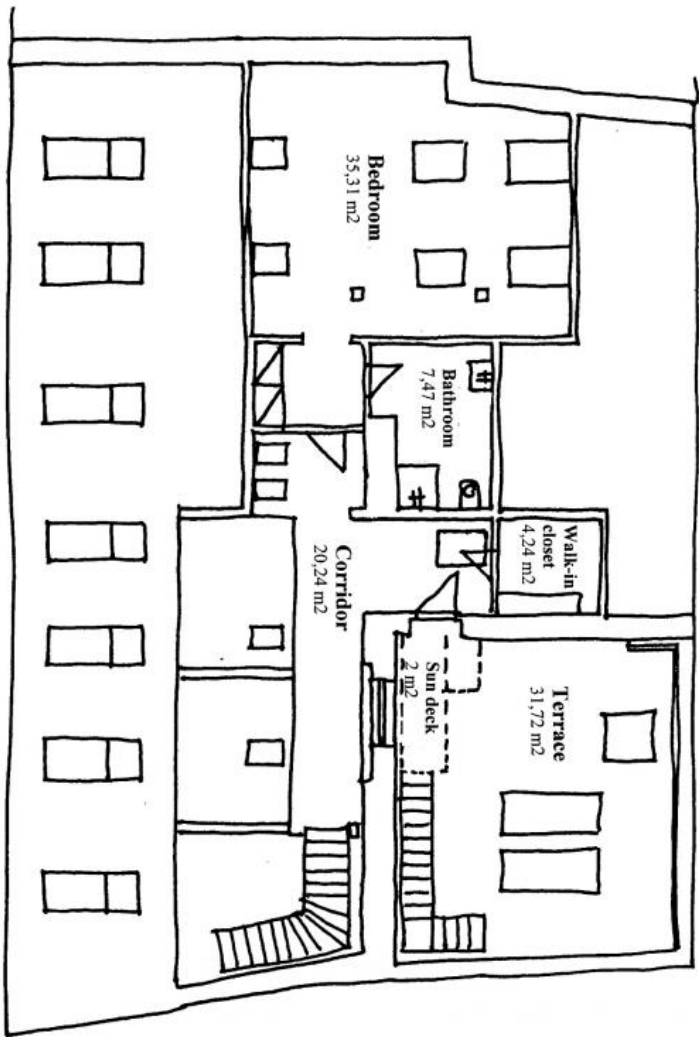 Bedroom
35,31 m2
Bathroom
7,47 m2
Walk-in
closet
4,24 m2
Corridor
20,24 m2
Sun deck
2 m2
Terrace
31,72 m2